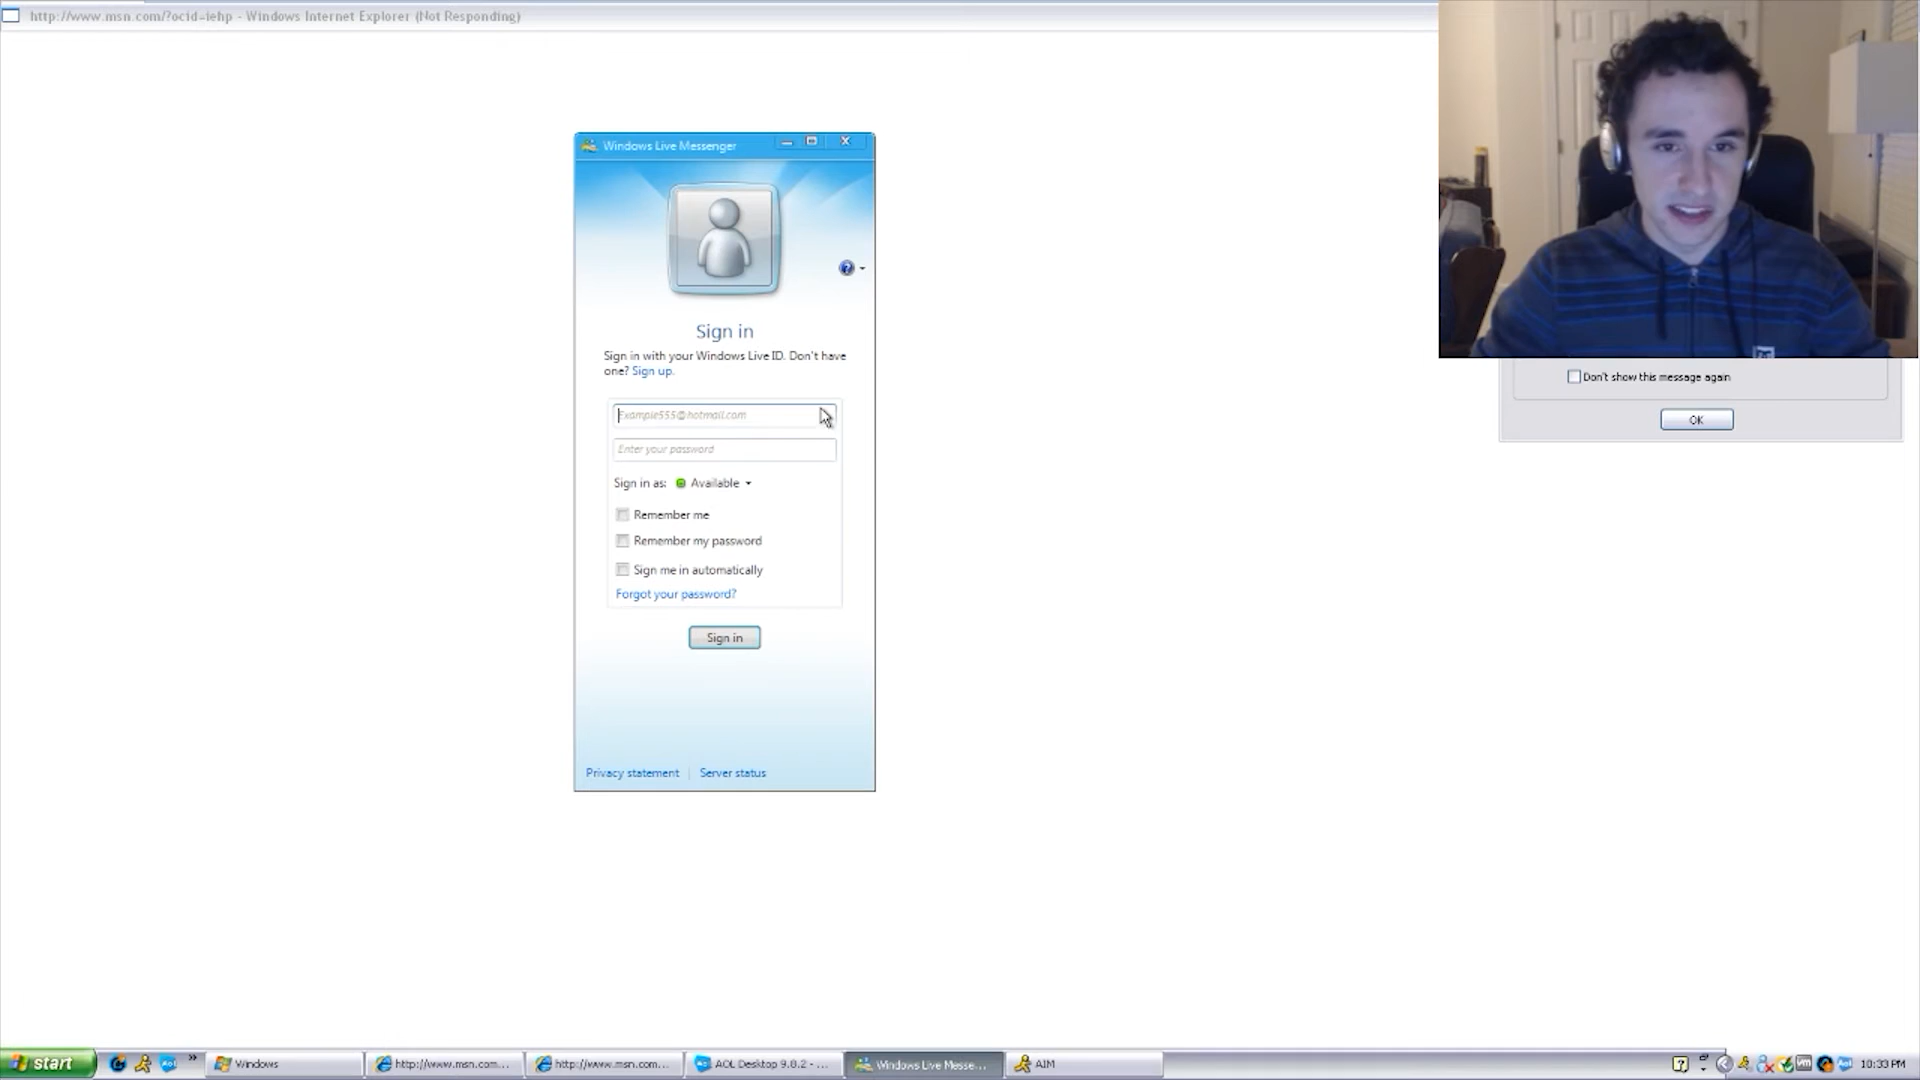 http://www.msn.com/?ocid=iehp - Windows Internet Explorer (Not Responding)
Windows Live Messenger
Sign in
Sign in with your Windows Live ID. Don't have
one? Sign up.
Example555@hotmail.com
Enter your password
Sign in as: Available
Remember me
Remember my password
Sign me in automatically
Forgot your password?
Sign in
Privacy statement | Server status
Don't show this message again
OK
start
Windows
http://www.msn.com...
http://www.msn.com...
AOL Desktop 9.8.2 - ...
Windows Live Messe...
AIM
10:33 PM